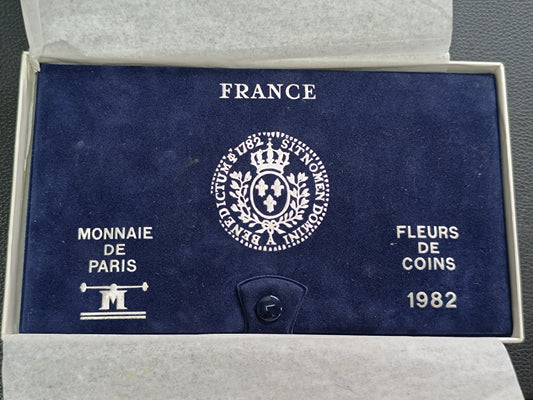 FRANCE
1782 SIT NOMEN DOMINI BENEDICTUM
MONNAIE
DE
PARIS
M
FLEURS
DE
COINS
1982